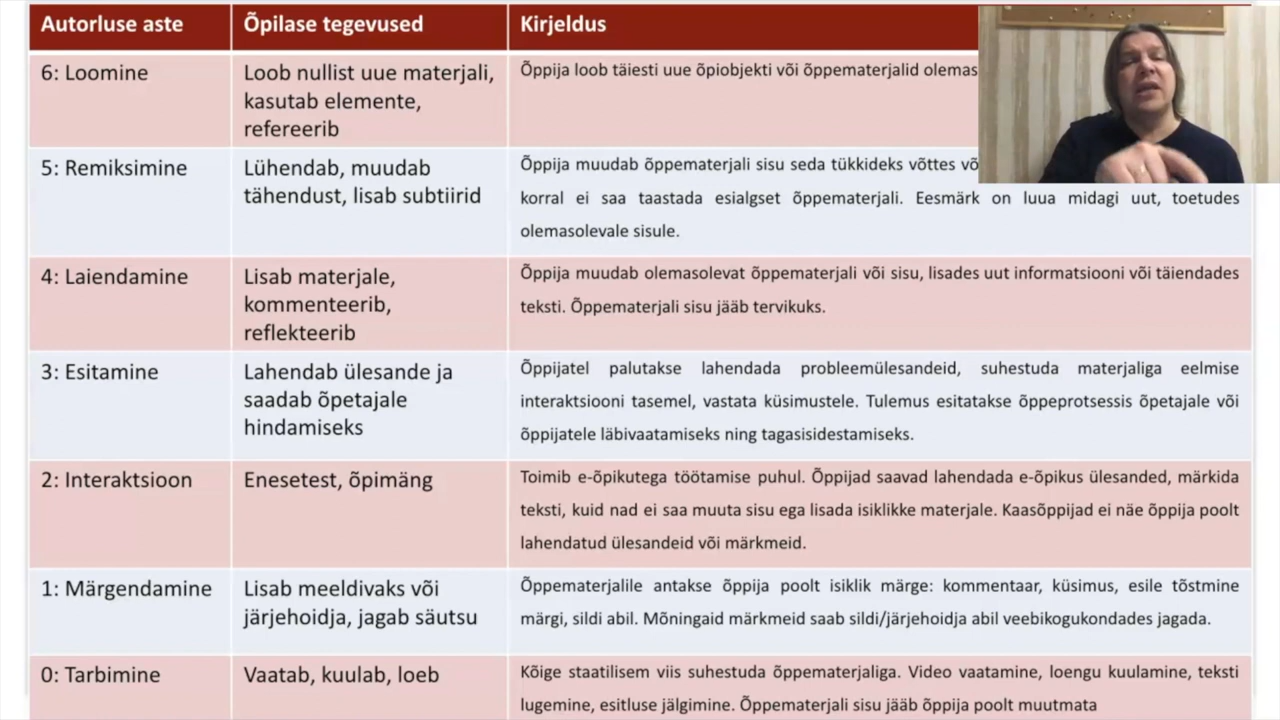 Autorluse aste
Õpilase tegevused
Kirjeldus
6: Loomine
Loob nullist uue materjali,
kasutab elemente,
refereerib
Õppija loob täiesti uue õpiobjekti või õppematerjalid
5: Remiksimine
Lühendab, muudab
tähendust, lisab subtiirid
Õppija muudab õppematerjali sisu seda tükkideks võttes
korral ei saa taastada esialgset õppematerjali. Eesmärk on luua midagi uut, toetudes
olemasolevale sisule.
4: Laiendamine
Lisab materjale,
kommenteerib,
reflekteerib
Õppija muudab olemasolevat õppematerjali või sisu, lisades uut informatsiooni või täiendades
teksti. Õppematerjali sisu jääb tervikuks.
3: Esitamine
Lahendab ülesande ja
saadab õpetajale
hindamiseks
Õppijatel palutakse lahendada probleemülesandeid, suhestuda materjaliga eelmise
interaktsiooni tasemel, vastata küsimustele. Tulemus esitatakse õppeprotsessis õpetajale või
õppijatele läbivaatamiseks ning tagasisidestamiseks.
2: Interaktsioon
Enesetest, õpimäng
Toimib e-õpikutega töötamise puhul. Õppijad saavad lahendada e-õpikus ülesanded, märkida
teksti, kuid nad ei saa muuta sisu ega lisada isiklikke materjale. Kaasõppijad ei näe õppija poolt
lahendatud ülesandeid või märkmeid.
1: Märgendamine
Lisab meeldivaks või
järjehoidja, jagab säutsu
Õppematerjalile antakse õppija poolt isiklik märge: kommentaar, küsimus, esile tõstmine
märgi, sildi abil. Mõningaid märkmeid saab sildi/järjehoidja abil veebikogukondades jagada.
0: Tarbimine
Vaatab, kuulab, loeb
Kõige staatilisem viis suhestuda õppematerjaliga. Video vaatamine, loengu kuulamine, teksti
lugemine, esitluse jälgimine. Õppematerjali sisu jääb õppija poolt muutmata